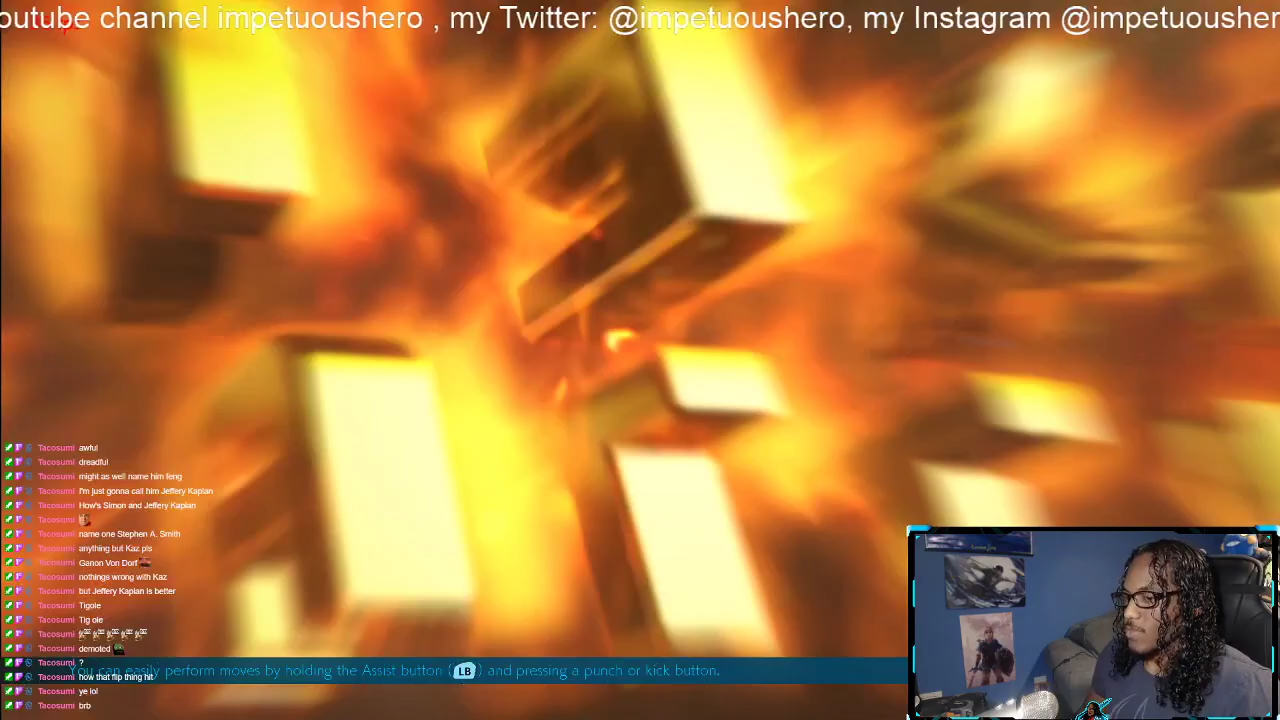 outube channel impetuoushero , my Twitter: @impetuoushero, my Instagram @impetuousher
Tacosumi awful
Tacosumi dreadful
Tacosumi might as well name him feng
Tacosumi I'm just gonna call him Jeffery Kaplan
Tacosumi How's Simon and Jeffery Kaplan
Tacosumi
Tacosumi name one Stephen A. Smith
Tacosumi anything but Kaz pls
Tacosumi Ganon Von Dorf
Tacosumi nothings wrong with Kaz
Tacosumi but Jeffery Kaplan is better
Tacosumi Tigole
Tacosumi Tig ole
Tacosumi
Tacosumi demoted
Tacosumi ?
You can easily perform moves by holding the Assist button (LB) and pressing a punch or kick button.
Tacosumi how that flip thing hit
Tacosumi ye lol
Tacosumi brb